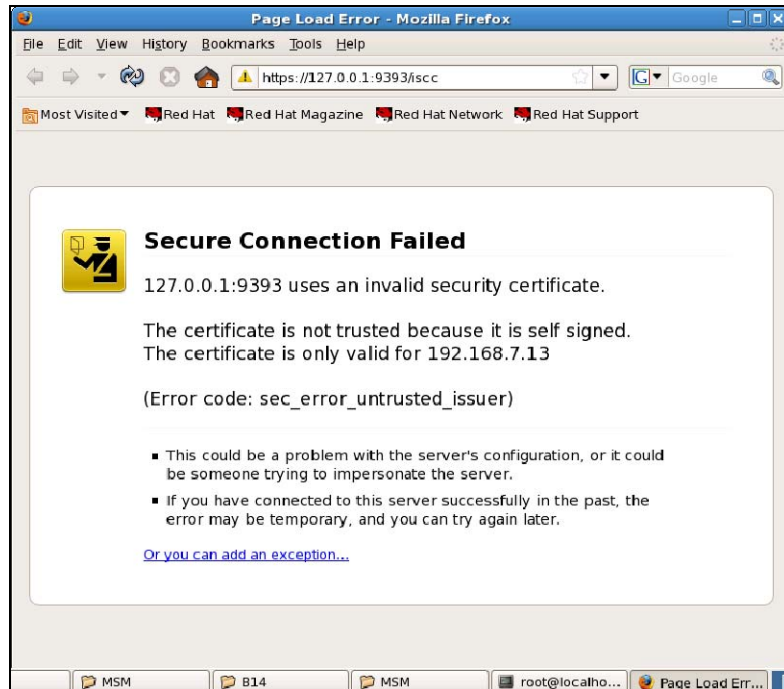 Page Load Error - Mozilla Firefox
File Edit View History Bookmarks Tools Help
https://127.0.0.1:9393/iscc
G Google
Most Visited Red Hat Red Hat Magazine Red Hat Network Red Hat Support
Secure Connection Failed
127.0.0.1:9393 uses an invalid security certificate.
The certificate is not trusted because it is self signed.
The certificate is only valid for 192.168.7.13
(Error code: sec_error_untrusted_issuer)
This could be a problem with the server's configuration, or it could
be someone trying to impersonate the server.
If you have connected to this server successfully in the past, the
error may be temporary, and you can try again later.
Or you can add an exception...
MSM B14 MSM root@localho... Page Load Err...